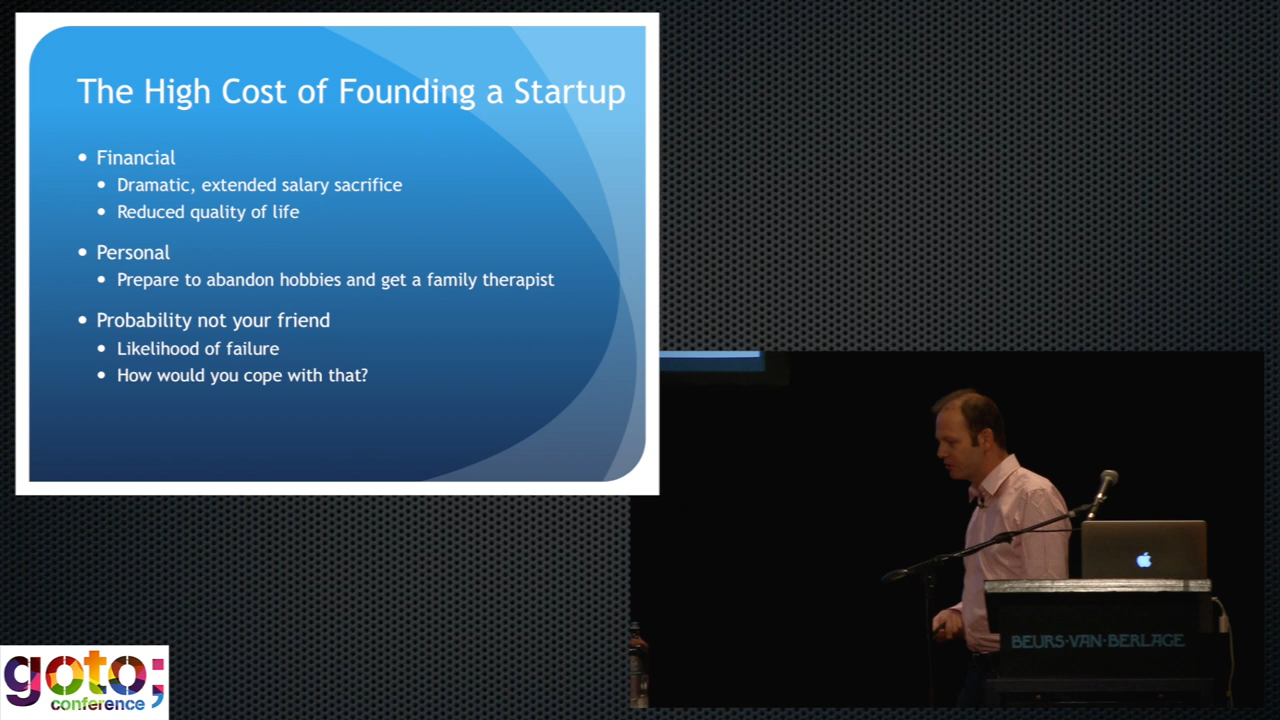 The High Cost of Founding a Startup
Financial
Dramatic, extended salary sacrifice
Reduced quality of life
Personal
Prepare to abandon hobbies and get a family therapist
Probability not your friend
Likelihood of failure
How would you cope with that?
BEURS·VAN·BERLAGE
goto;
conference